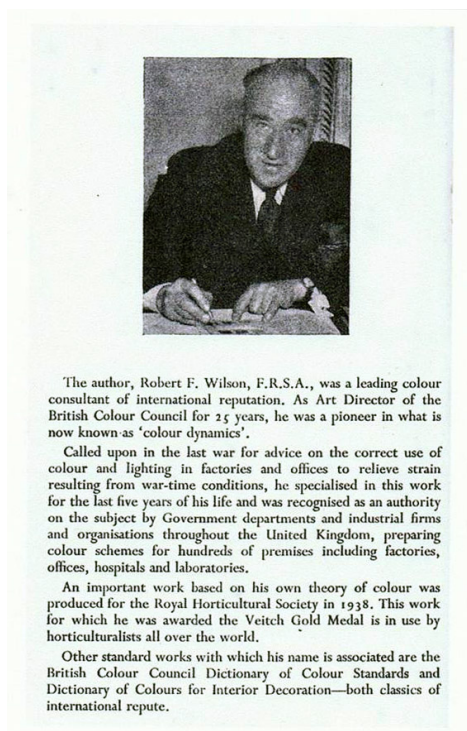 The author, Robert F. Wilson, F.R.S.A., was a leading colour
consultant of international reputation. As Art Director of the
British Colour Council for 25 years, he was a pioneer in what is
now known as ‘colour dynamics’.
Called upon in the last war for advice on the correct use of
colour and lighting in factories and offices to relieve strain
resulting from war-time conditions, he specialised in this work
for the last five years of his life and was recognised as an authority
on the subject by Government departments and industrial firms
and organisations throughout the United Kingdom, preparing
colour schemes for hundreds of premises including factories,
offices, hospitals and laboratories.
An important work based on his own theory of colour was
produced for the Royal Horticultural Society in 1938. This work
for which he was awarded the Veitch Gold Medal is in use by
horticulturalists all over the world.
Other standard works with which his name is associated are the
British Colour Council Dictionary of Colour Standards and
Dictionary of Colours for Interior Decoration—both classics of
international repute.